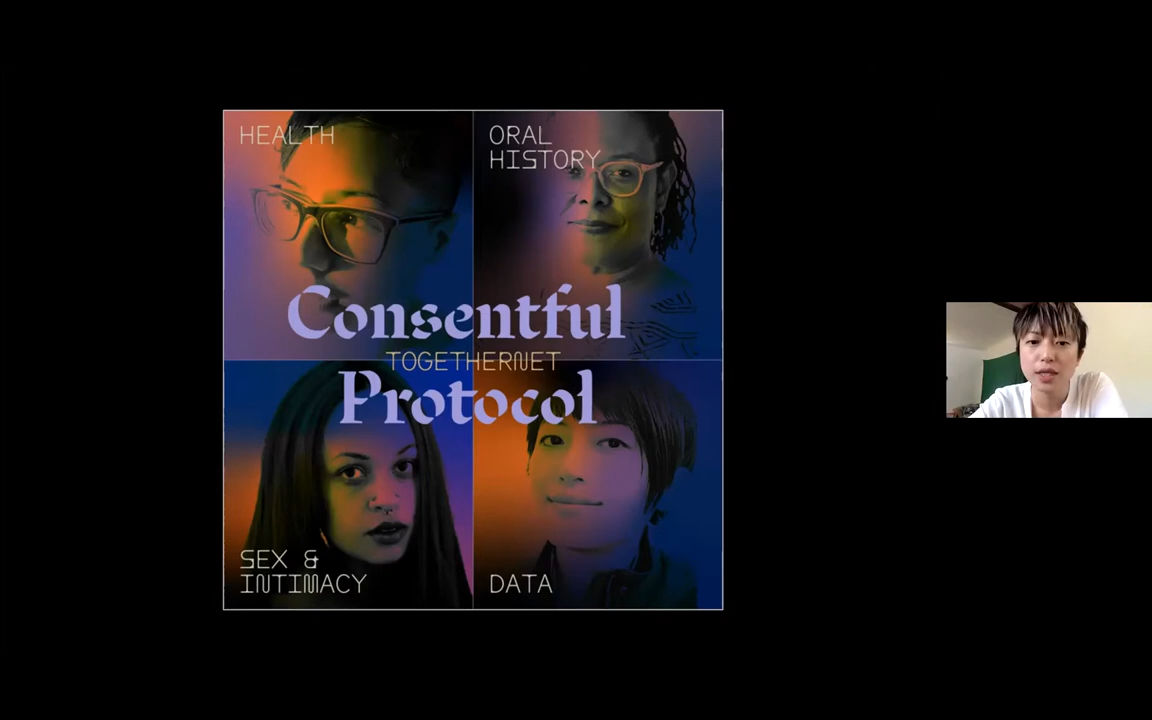 HEALTH
ORAL
HISTORY
Consentful
TOGETHERNET
Protocol
SEX &
INTIMACY
DATA